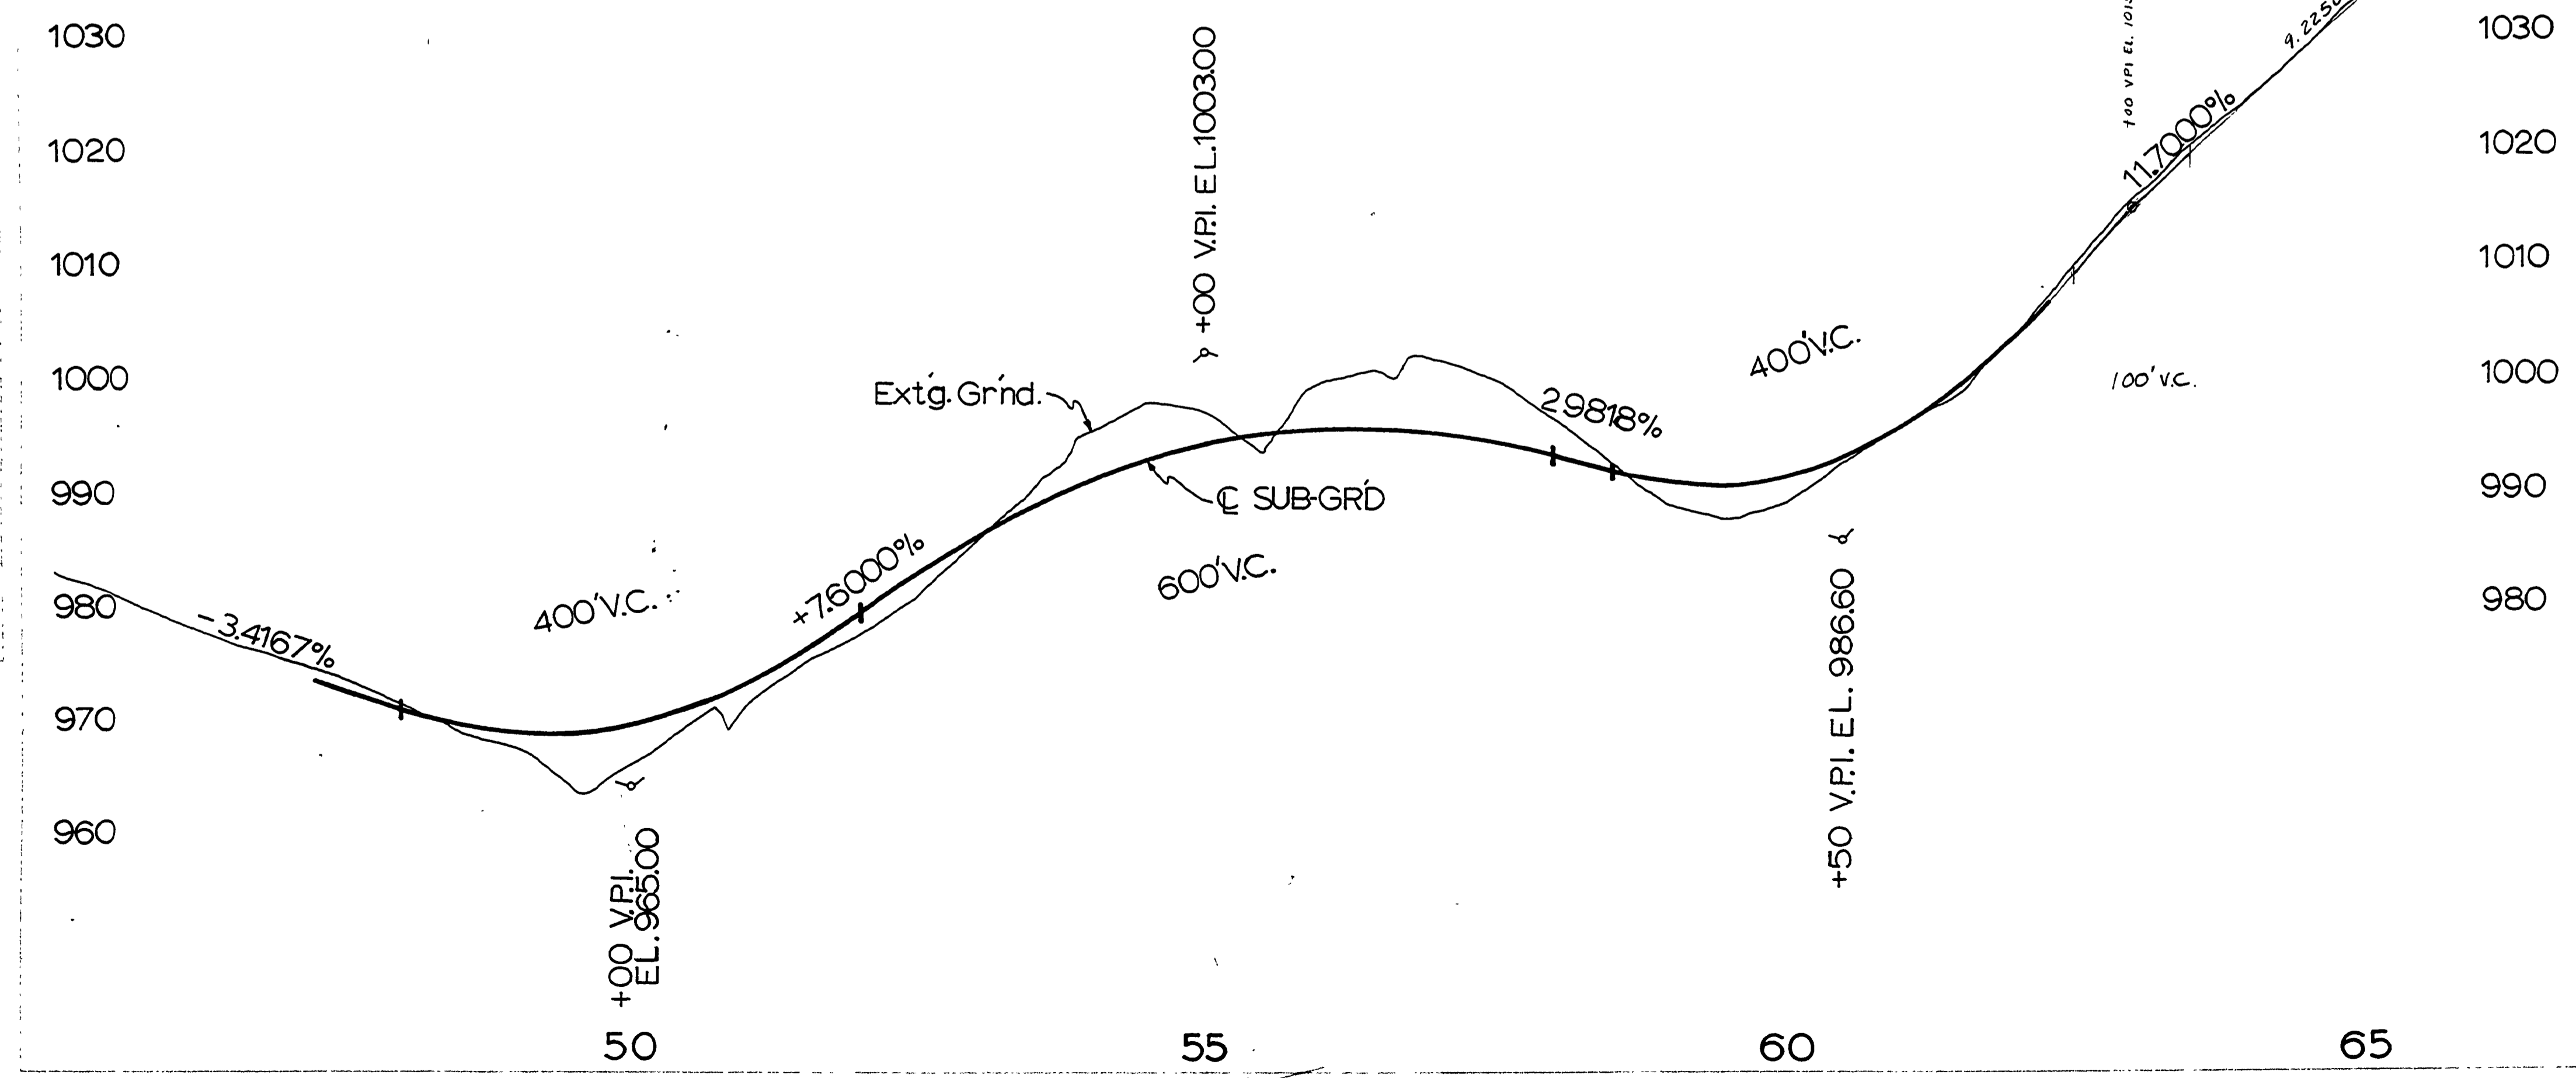 1030
1020
1010
1000
990
980
970
960
-3.4167%
400'V.C.
+7.6000%
Ext'g. Gr'nd.
+00 V.P.I. EL.1003.00
℄ SUB-GR'D
600'V.C.
2.9818%
400'V.C.
11.7000%
100' V.C.
+00 V.P.I.
EL. 965.00
+50 V.P.I. EL. 986.60
1030
1020
1010
1000
990
980
50
55
60
65